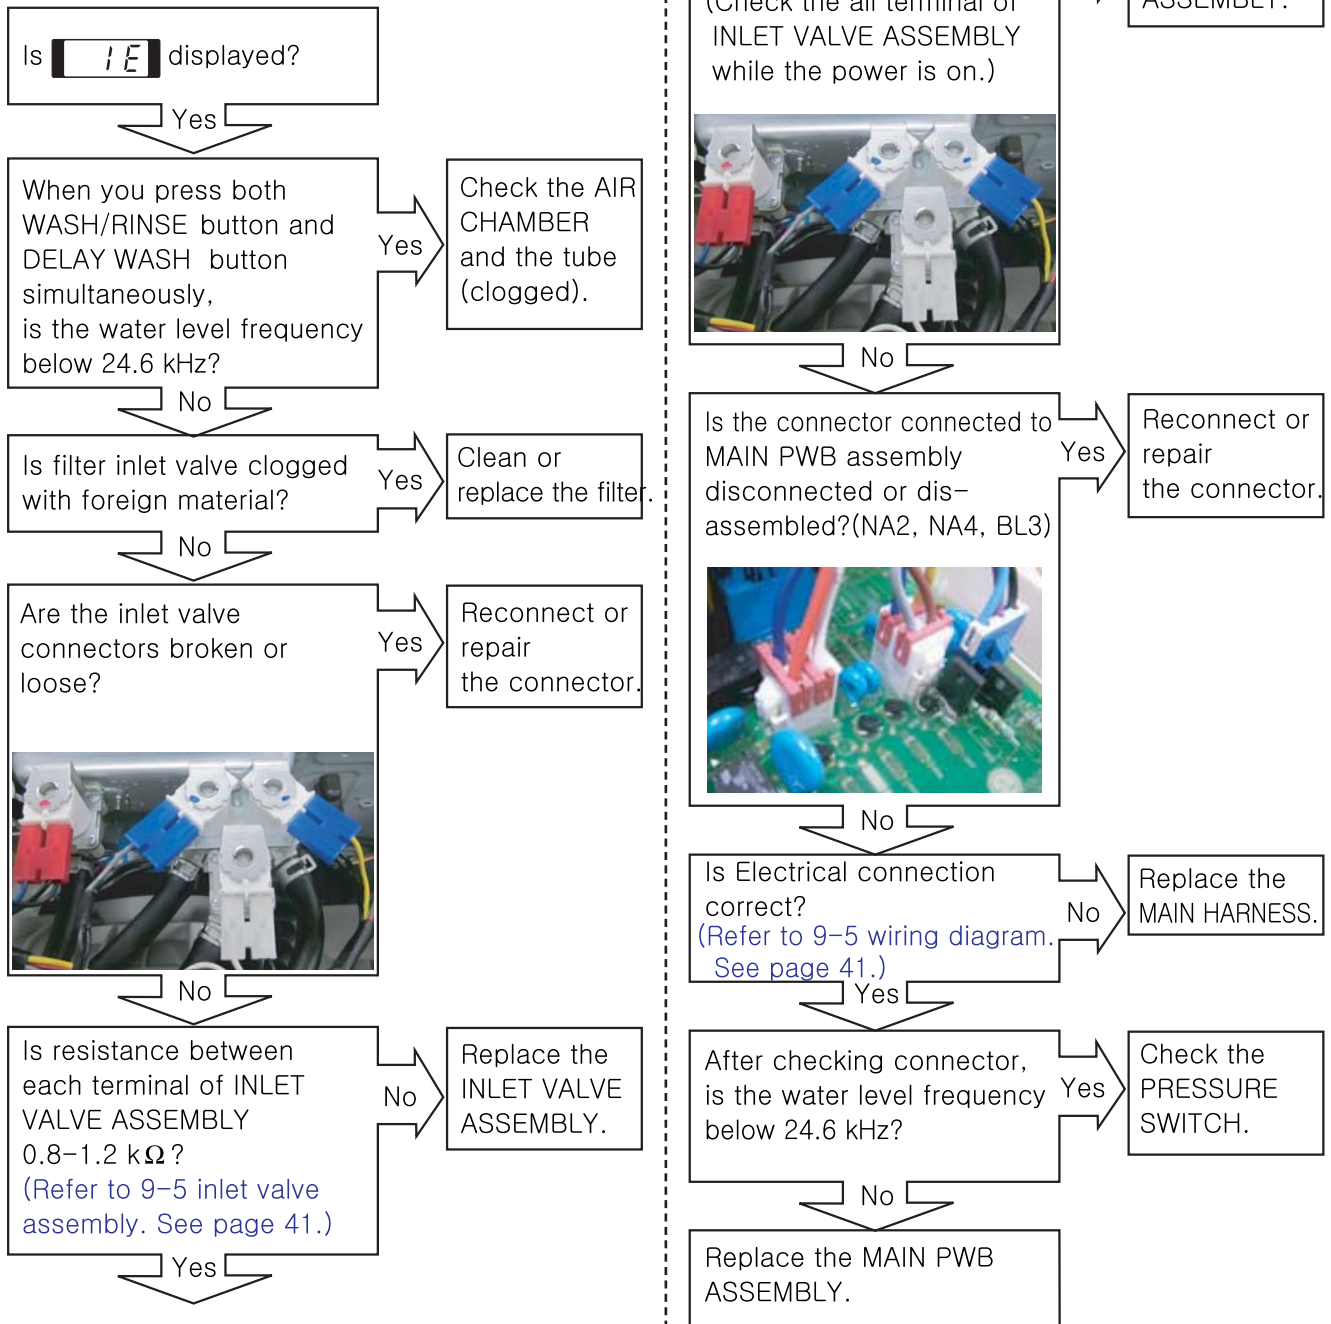 Is 1E displayed?
Yes
When you press both
WASH/RINSE button and
DELAY WASH button
simultaneously,
is the water level frequency
below 24.6 kHz?
Yes
Check the AIR
CHAMBER
and the tube
(clogged).
No
Is filter inlet valve clogged
with foreign material?
Yes
Clean or
replace the filter.
No
Are the inlet valve
connectors broken or
loose?
Yes
Reconnect or
repair
the connector.
No
Is resistance between
each terminal of INLET
VALVE ASSEMBLY
0.8-1.2 kΩ?
(Refer to 9-5 inlet valve
assembly. See page 41.)
No
Replace the
INLET VALVE
ASSEMBLY.
Yes
(Check the all terminal of
INLET VALVE ASSEMBLY
while the power is on.)
ASSEMBLY.
No
Is the connector connected to
MAIN PWB assembly
disconnected or dis-
assembled?(NA2, NA4, BL3)
Yes
Reconnect or
repair
the connector.
No
Is Electrical connection
correct?
(Refer to 9-5 wiring diagram.
See page 41.)
No
Replace the
MAIN HARNESS.
Yes
After checking connector,
is the water level frequency
below 24.6 kHz?
Yes
Check the
PRESSURE
SWITCH.
No
Replace the MAIN PWB
ASSEMBLY.